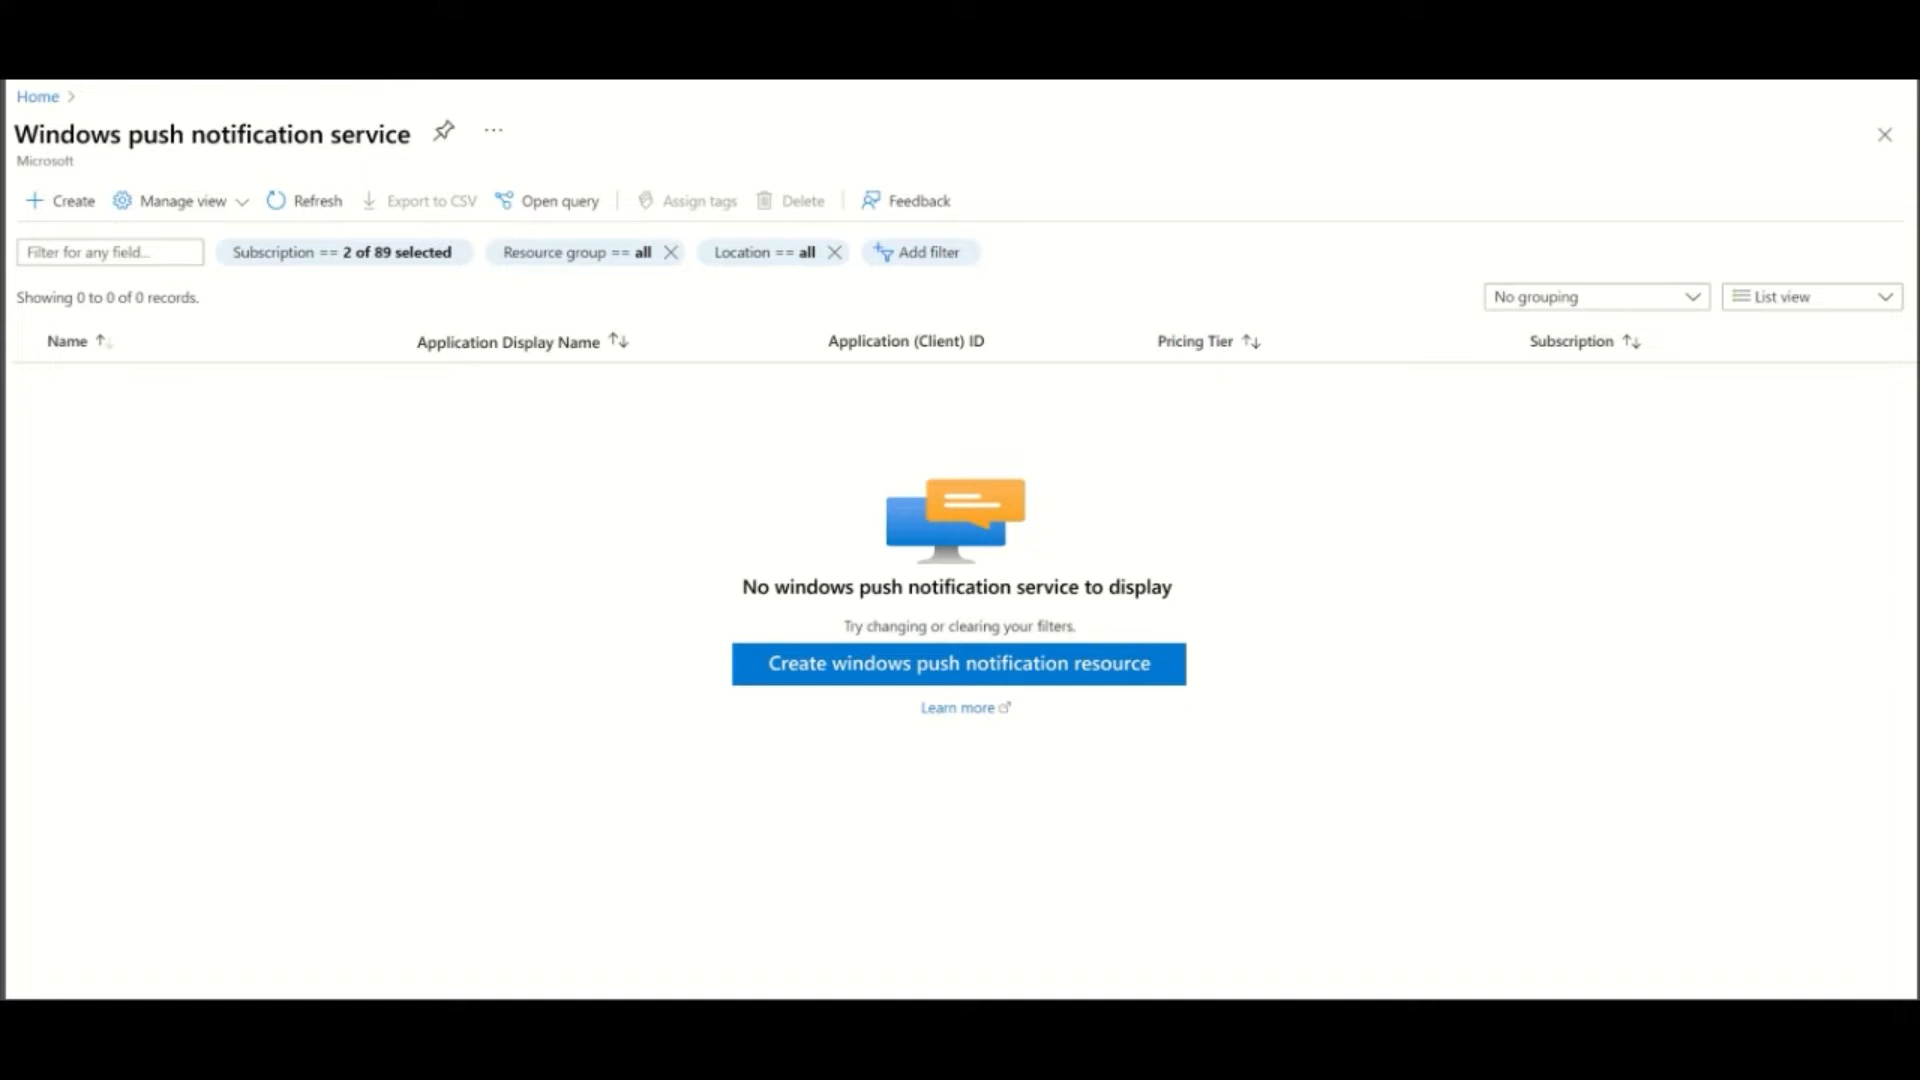 Home
Windows push notification service ...
Microsoft
Create Manage view Refresh Export to CSV Open query Assign tags Delete Feedback
Filter for any field... Subscription == 2 of 89 selected Resource group == all Location == all Add filter
Showing 0 to 0 of 0 records. No grouping List view
Name Application Display Name Application (Client) ID Pricing Tier Subscription
No windows push notification service to display
Try changing or clearing your filters.
Create windows push notification resource
Learn more